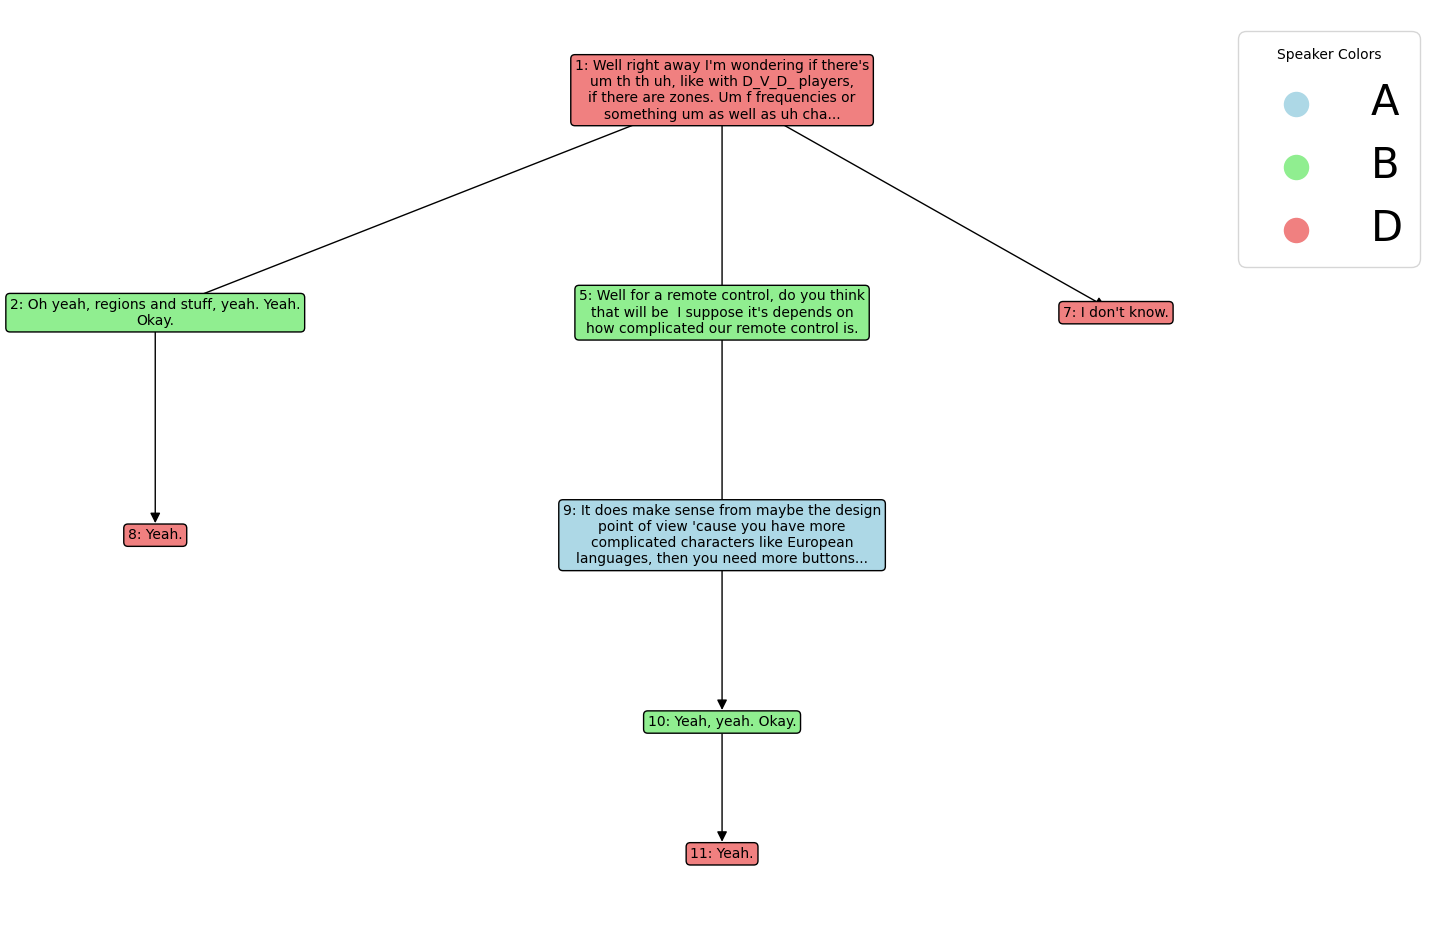 1: Well right away I'm wondering if there's
um th th uh, like with D_V_D_ players,
if there are zones. Um f frequencies or
something um as well as uh cha...
Speaker Colors
A
B
D
2: Oh yeah, regions and stuff, yeah. Yeah.
Okay.
5: Well for a remote control, do you think
that will be  I suppose it's depends on
how complicated our remote control is.
7: I don't know.
8: Yeah.
9: It does make sense from maybe the design
point of view 'cause you have more
complicated characters like European
languages, then you need more buttons...
10: Yeah, yeah. Okay.
11: Yeah.